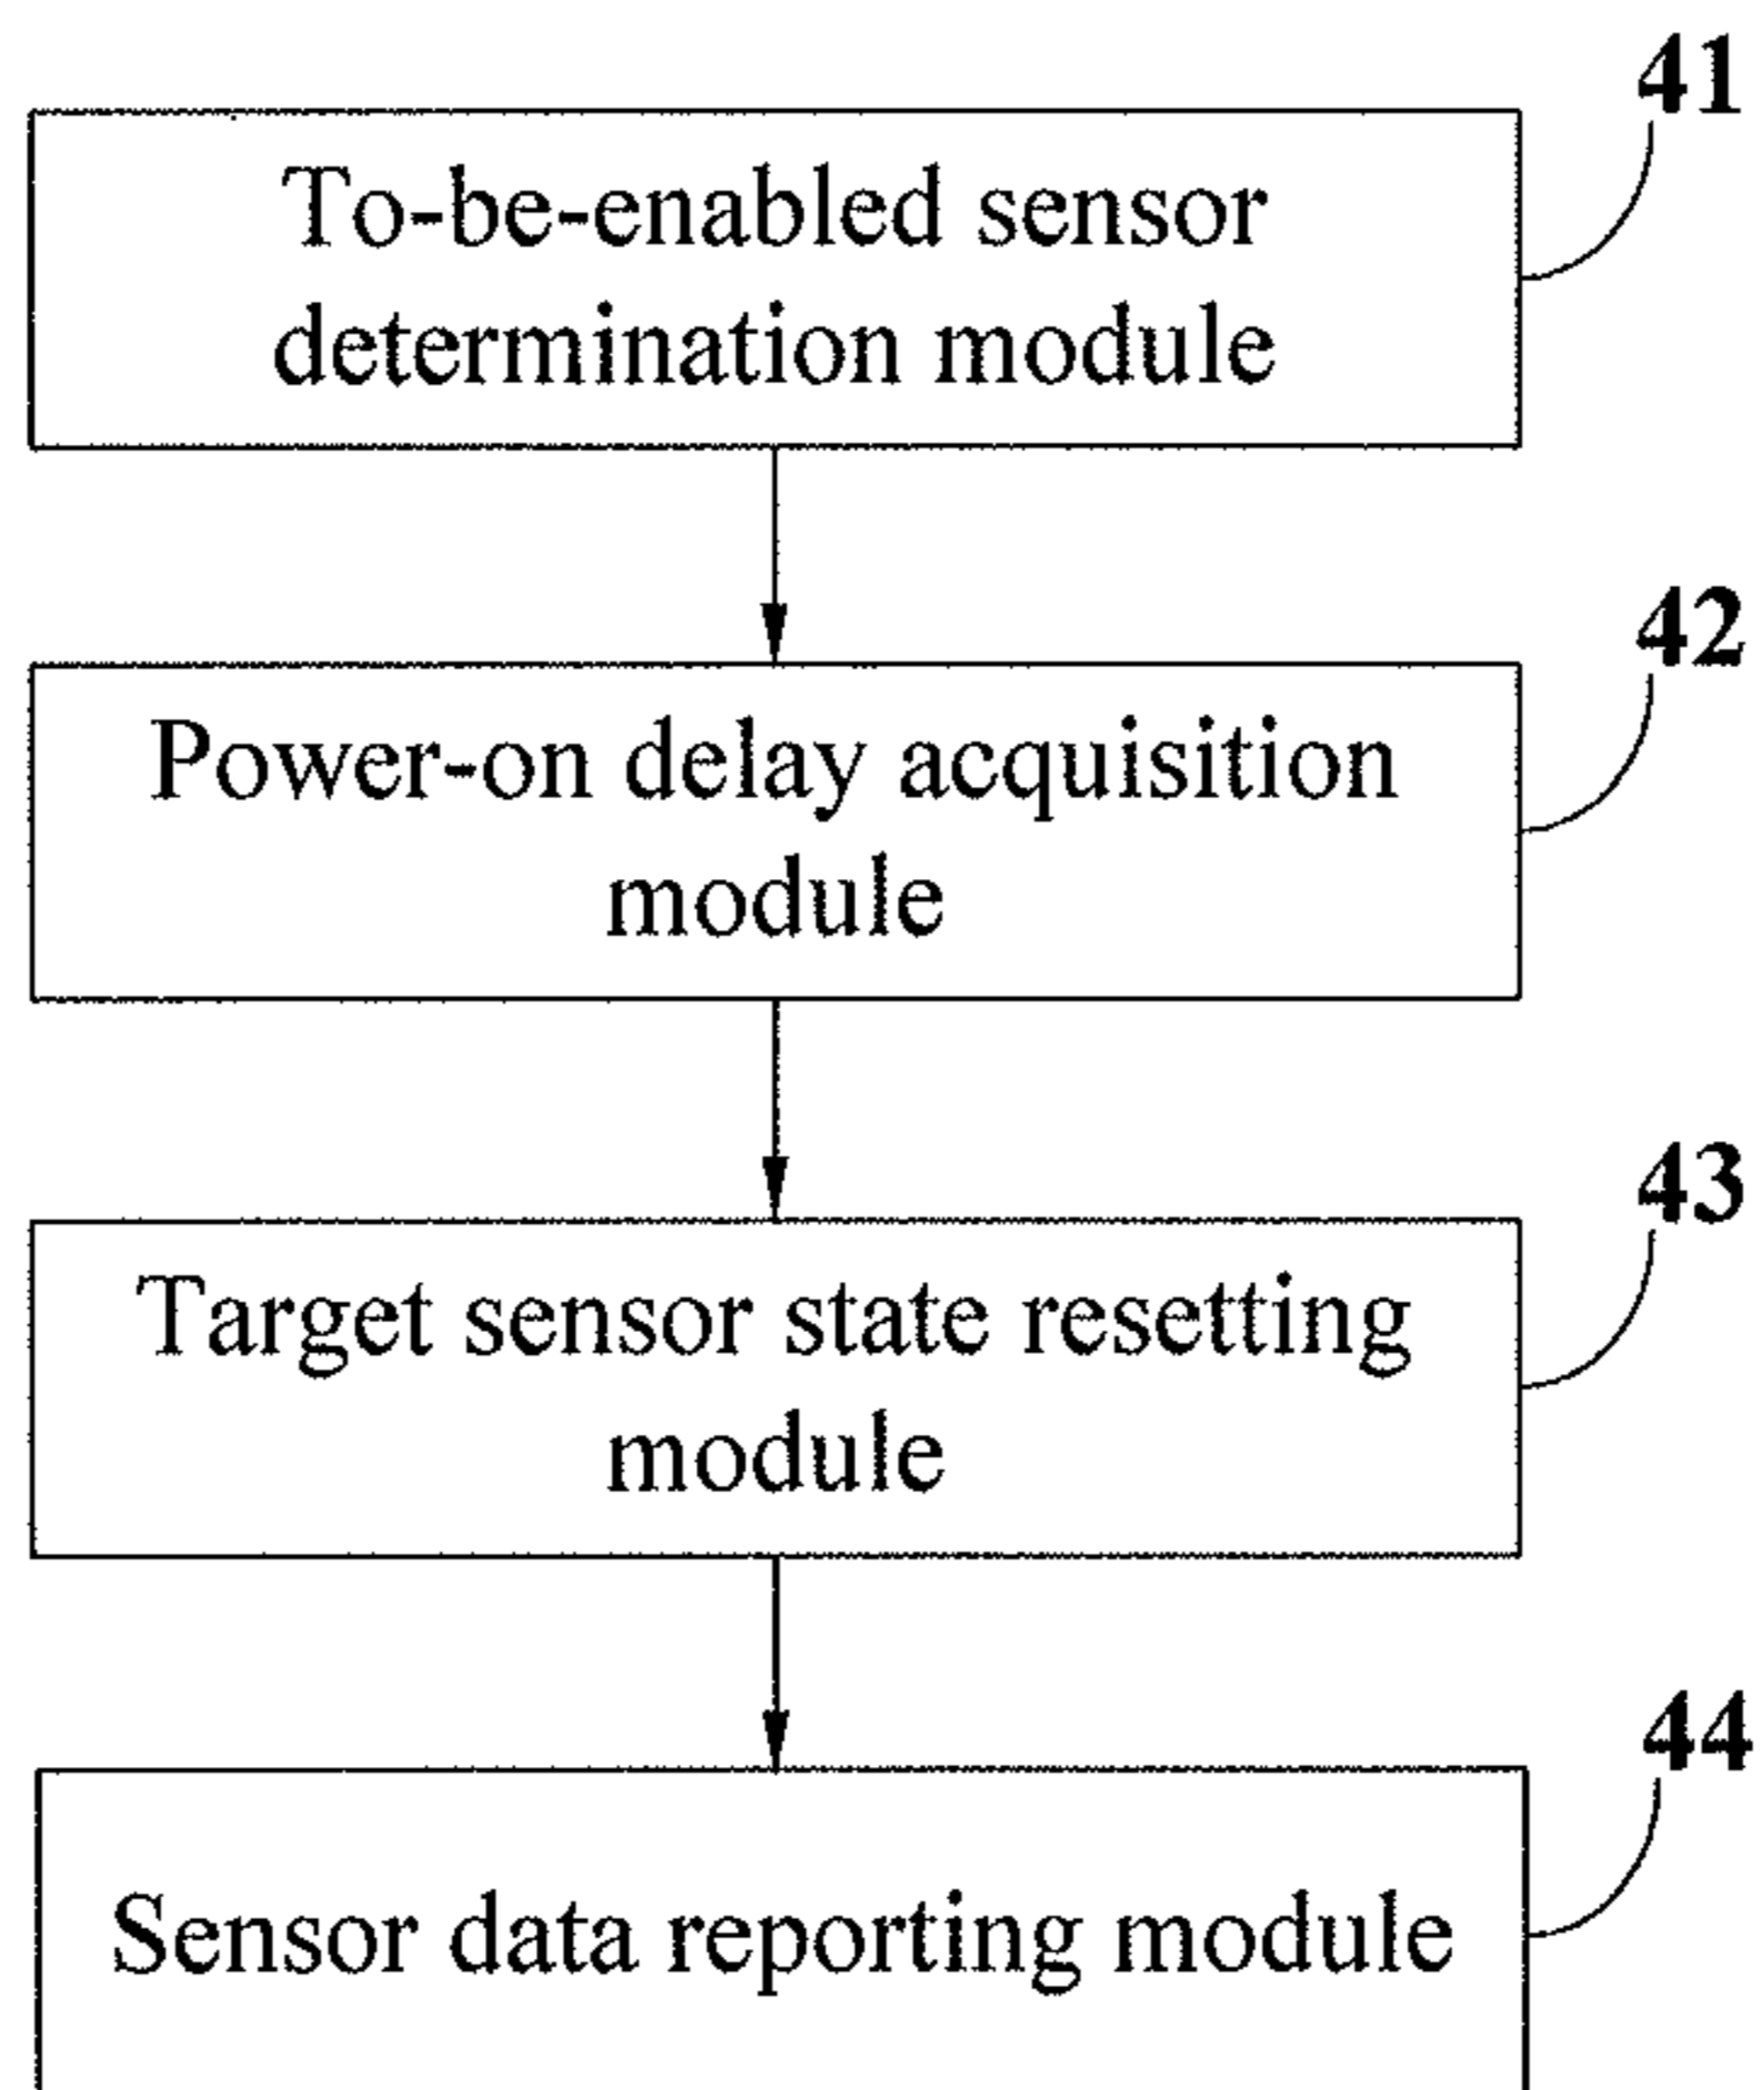 41
To-be-enabled sensor
determination module
42
Power-on delay acquisition
module
43
Target sensor state resetting
module
44
Sensor data reporting module